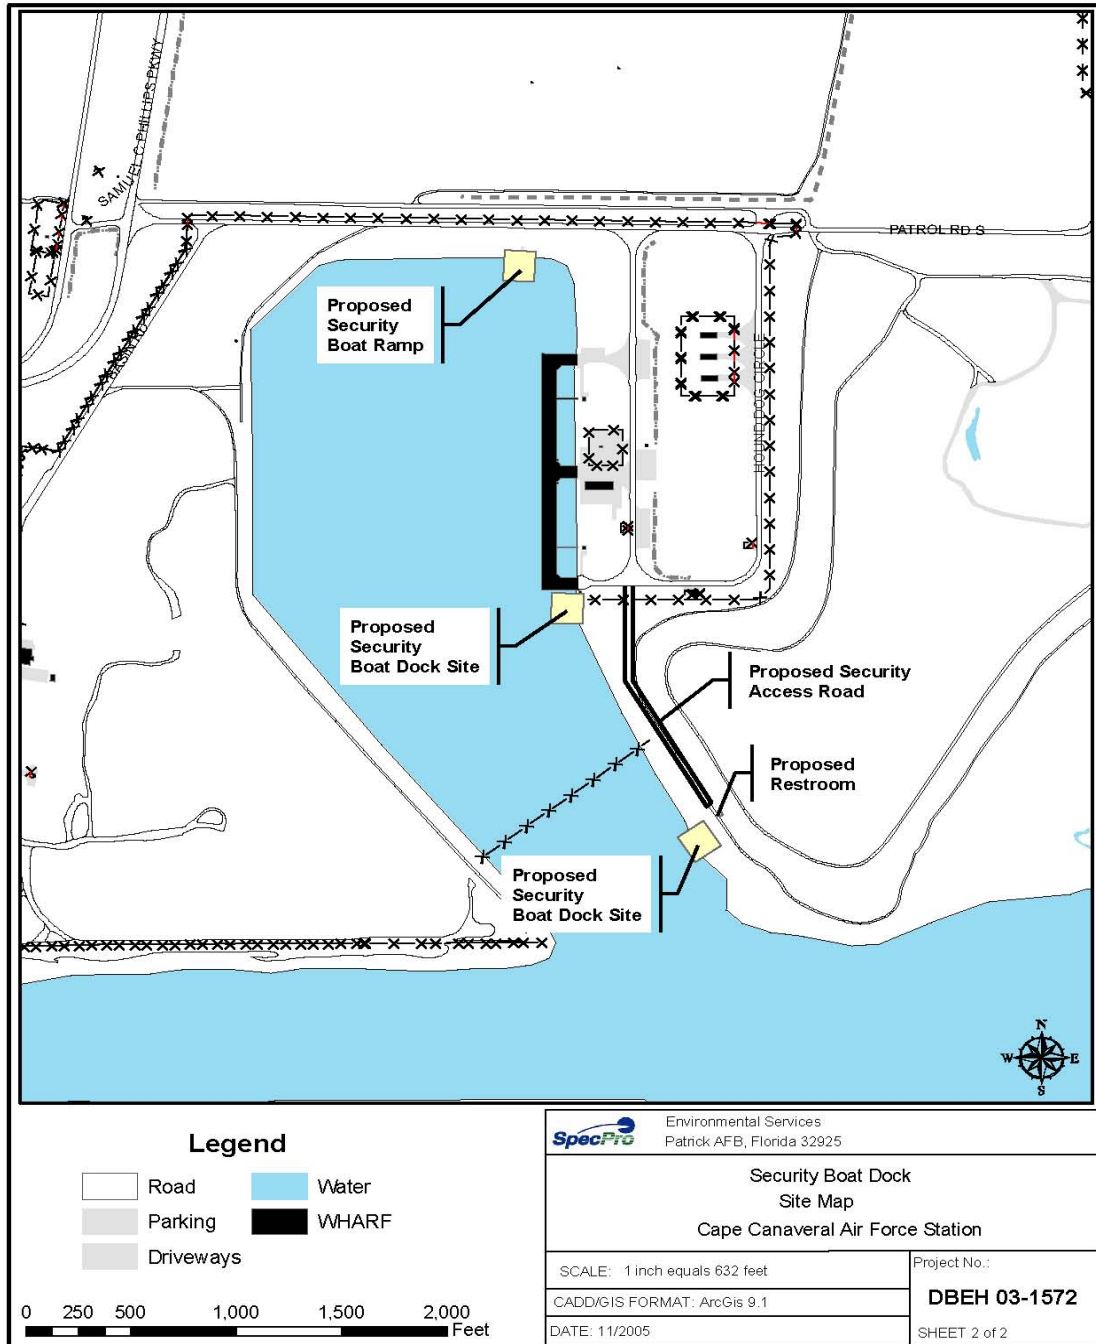 SAMUEL C PHILLIPS PKWY
PATROL RD S
Proposed
Security
Boat Ramp
HOUND DOG CIRCLE
Proposed
Security
Boat Dock Site
Proposed Security
Access Road
Proposed
Restroom
Proposed
Security
Boat Dock Site
N
W E
S
Legend
Road
Water
Parking
WHARF
Driveways
0 250 500 1,000 1,500 2,000
Feet
SpecPro
Environmental Services
Patrick AFB, Florida 32925
Security Boat Dock
Site Map
Cape Canaveral Air Force Station
SCALE: 1 inch equals 632 feet
CADD/GIS FORMAT: ArcGis 9.1
DATE: 11/2005
Project No.:
DBEH 03-1572
SHEET 2 of 2